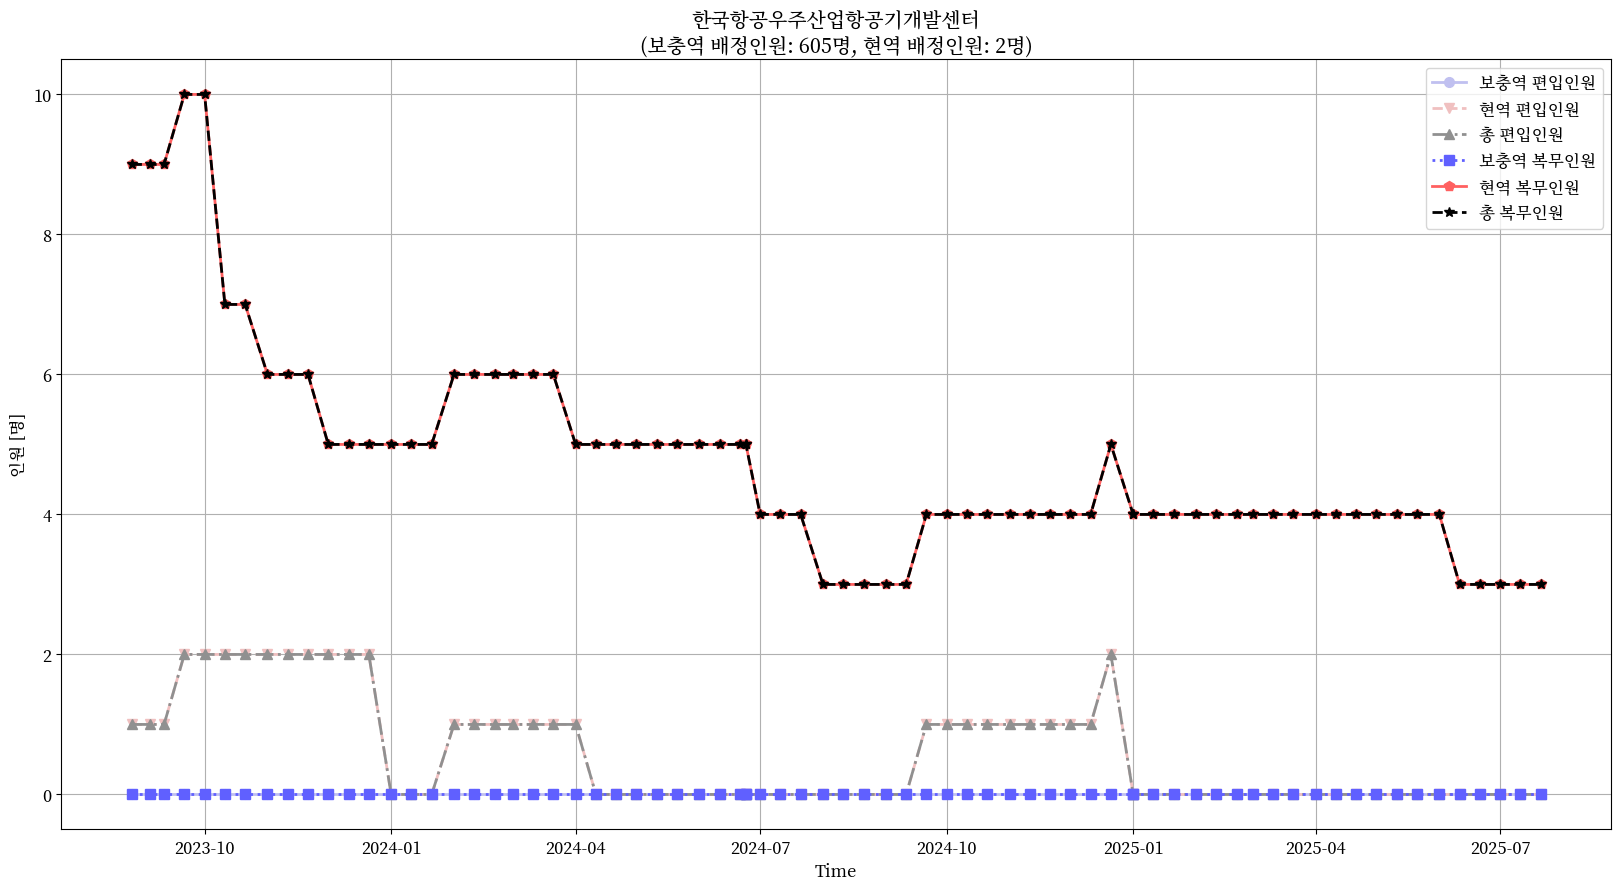 한국항공우주산업항공기개발센터
(보충역 배정인원: 605명, 현역 배정인원: 2명)
보충역 편입인원
현역 편입인원
총 편입인원
보충역 복무인원
현역 복무인원
총 복무인원
인원 [명]
10
8
6
4
2
0
2023-10
2024-01
2024-04
2024-07
2024-10
2025-01
2025-04
2025-07
Time